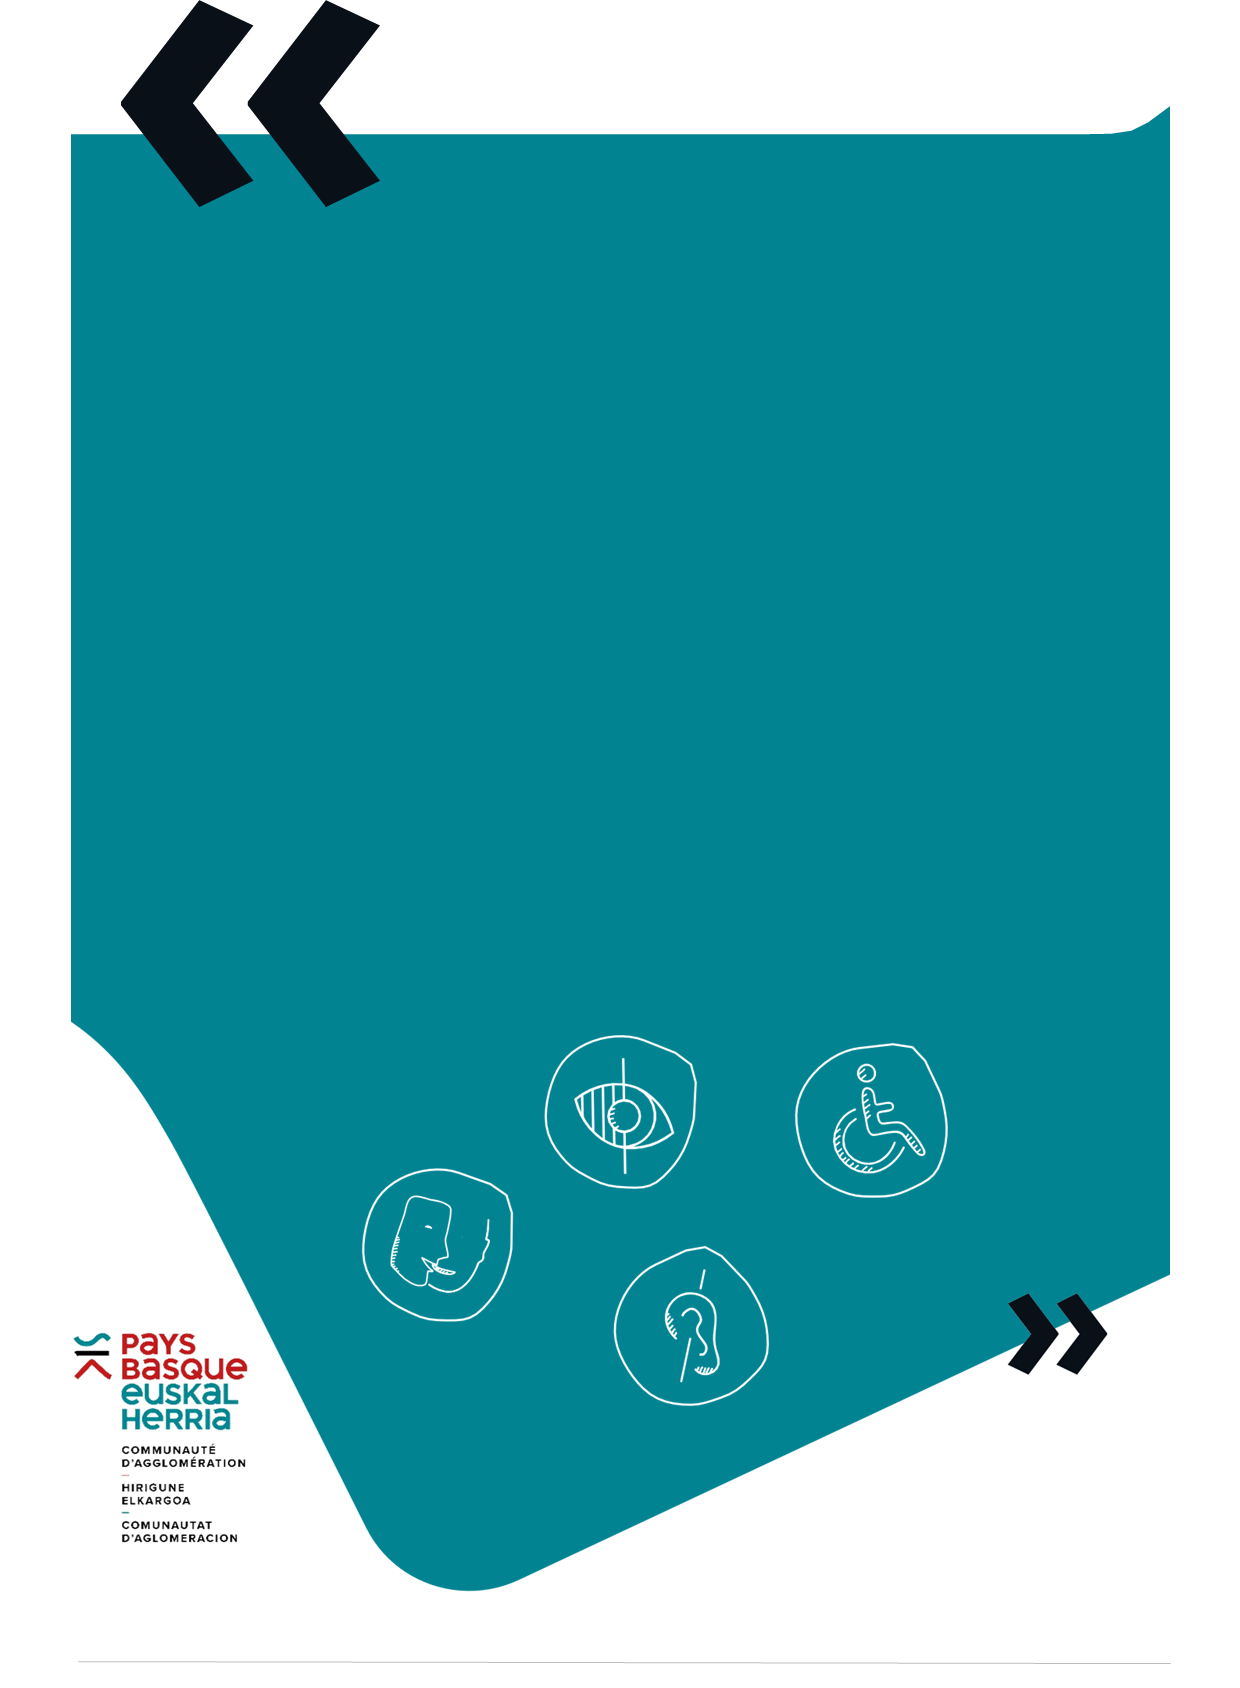 PAYS
BASQUE
EUSKAL
HERRIA
COMMUNAUTÉ
D'AGGLOMÉRATION
HIRIGUNE
ELKARGOA
COMUNAUTAT
D'AGLOMERACION